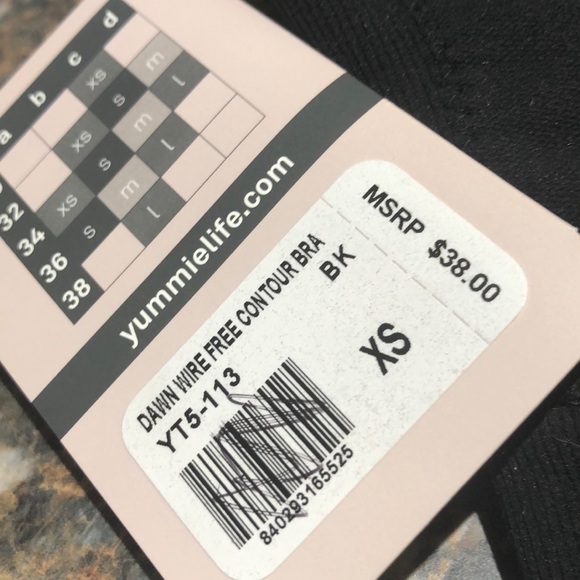 a b c d
xs
32 xs s m
34 xs s m l
36 s m l
38 l
yummielife.com
MSRP $38.00
DAWN WIRE FREE CONTOUR BRA
BK
YT5-113
XS
840293165525